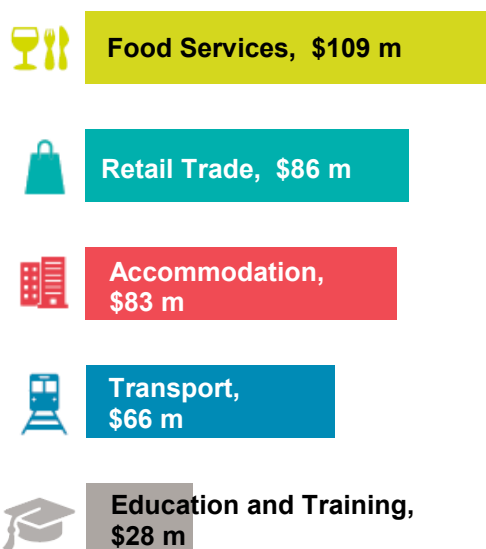 Food Services,  $109 m
Retail Trade,  $86 m
Accommodation,
$83 m
Transport,
$66 m
Education and Training,
$28 m